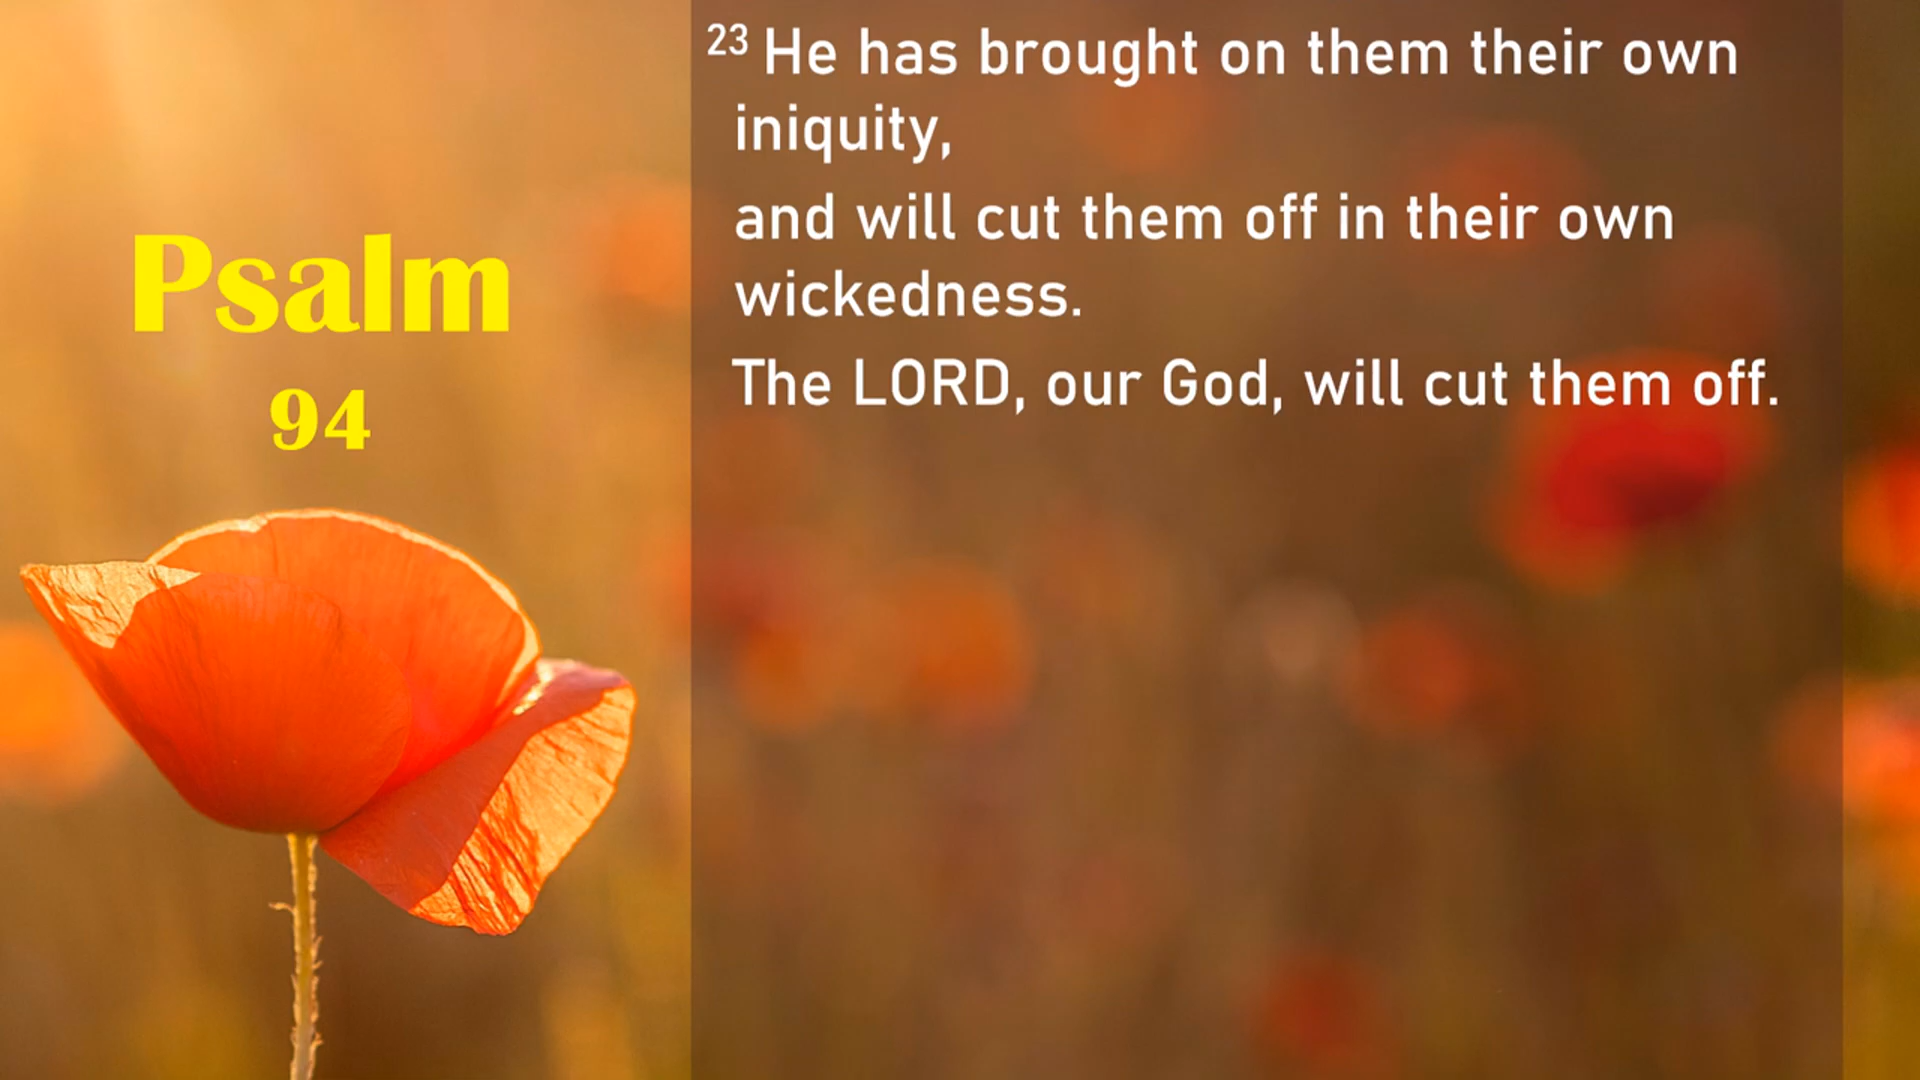 Psalm
94
23 He has brought on them their own
iniquity,
and will cut them off in their own
wickedness.
The LORD, our God, will cut them off.